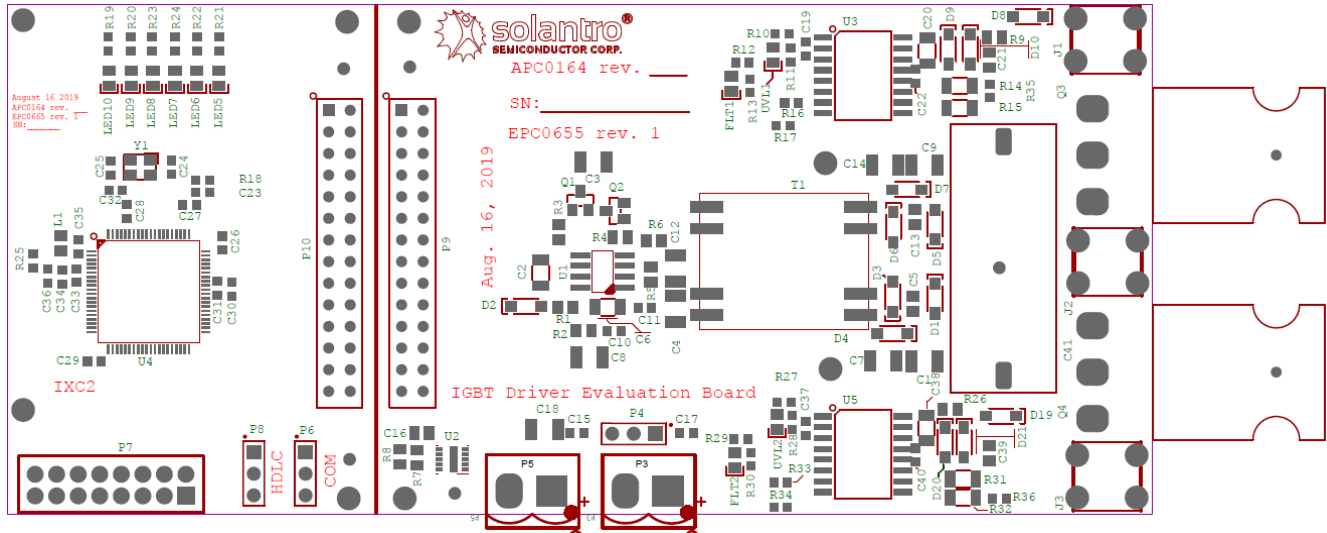 R19
R20
R23
R24
R22
R21
LED10
LED9
LED8
LED7
LED6
LED5
August 16 2019
APC0164 rev. ___
EPC0655 rev. 1
SN:______
Y1
C25
C24
C32
C28
R18
C23
C27
L1
C35
C26
R25
C36
C34
C33
C31
C30
C29
U4
IXC2
P10
P7
P8
HDLC
P6
COM
solantro®
SEMICONDUCTOR CORP.
APC0164 rev. ___
SN:________
EPC0655 rev. 1
Aug. 16, 2019
P9
C3
Q1
Q2
R3
R4
R6
C12
C2
U1
R5
D2
R1
C11
R2
C10
C6
C8
C4
T1
IGBT Driver Evaluation Board
C18
C15
P4
C17
C16
R8
R7
U2
P5
P3
P5
P3
+
+
R10
C19
R12
R11
R13
FLT1
UVL1
R16
R17
U3
C20
D9
D8
R9
D10
C21
C22
R14
R15
R35
J1
Q3
C14
C9
D7
D6
C13
D5
D3
C5
D1
D4
C7
C1
C38
J2
C41
Q4
R27
C37
R29
R28
R30
FLT2
UVL2
R33
R34
U5
R26
D19
D21
C39
C40
D20
R31
R36
R32
J3